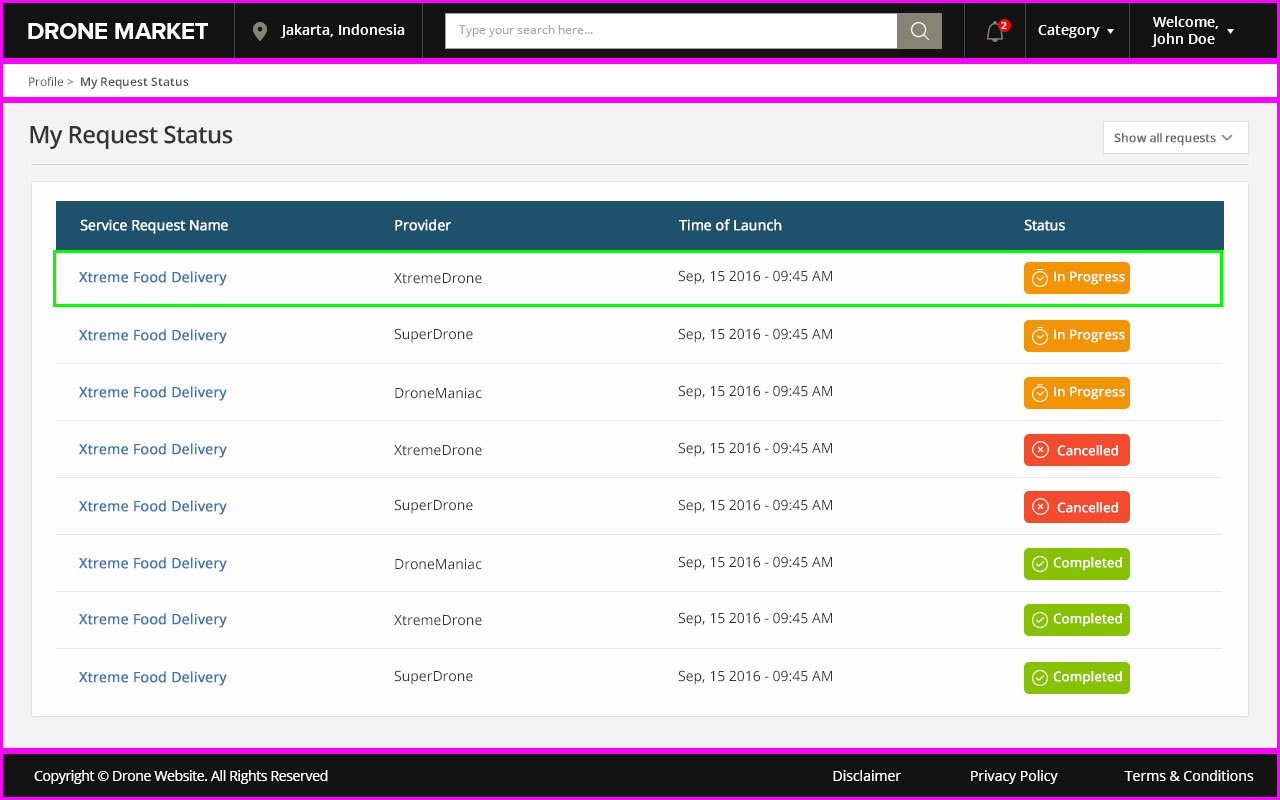 DRONE MARKET
Jakarta, Indonesia
Type your search here...
2
Category
Welcome,
John Doe
Profile > My Request Status
My Request Status
Show all requests
Service Request Name Provider Time of Launch Status
Xtreme Food Delivery XtremeDrone Sep, 15 2016 - 09:45 AM In Progress
Xtreme Food Delivery SuperDrone Sep, 15 2016 - 09:45 AM In Progress
Xtreme Food Delivery DroneManiac Sep, 15 2016 - 09:45 AM In Progress
Xtreme Food Delivery XtremeDrone Sep, 15 2016 - 09:45 AM Cancelled
Xtreme Food Delivery SuperDrone Sep, 15 2016 - 09:45 AM Cancelled
Xtreme Food Delivery DroneManiac Sep, 15 2016 - 09:45 AM Completed
Xtreme Food Delivery XtremeDrone Sep, 15 2016 - 09:45 AM Completed
Xtreme Food Delivery SuperDrone Sep, 15 2016 - 09:45 AM Completed
Copyright © Drone Website. All Rights Reserved Disclaimer Privacy Policy Terms & Conditions